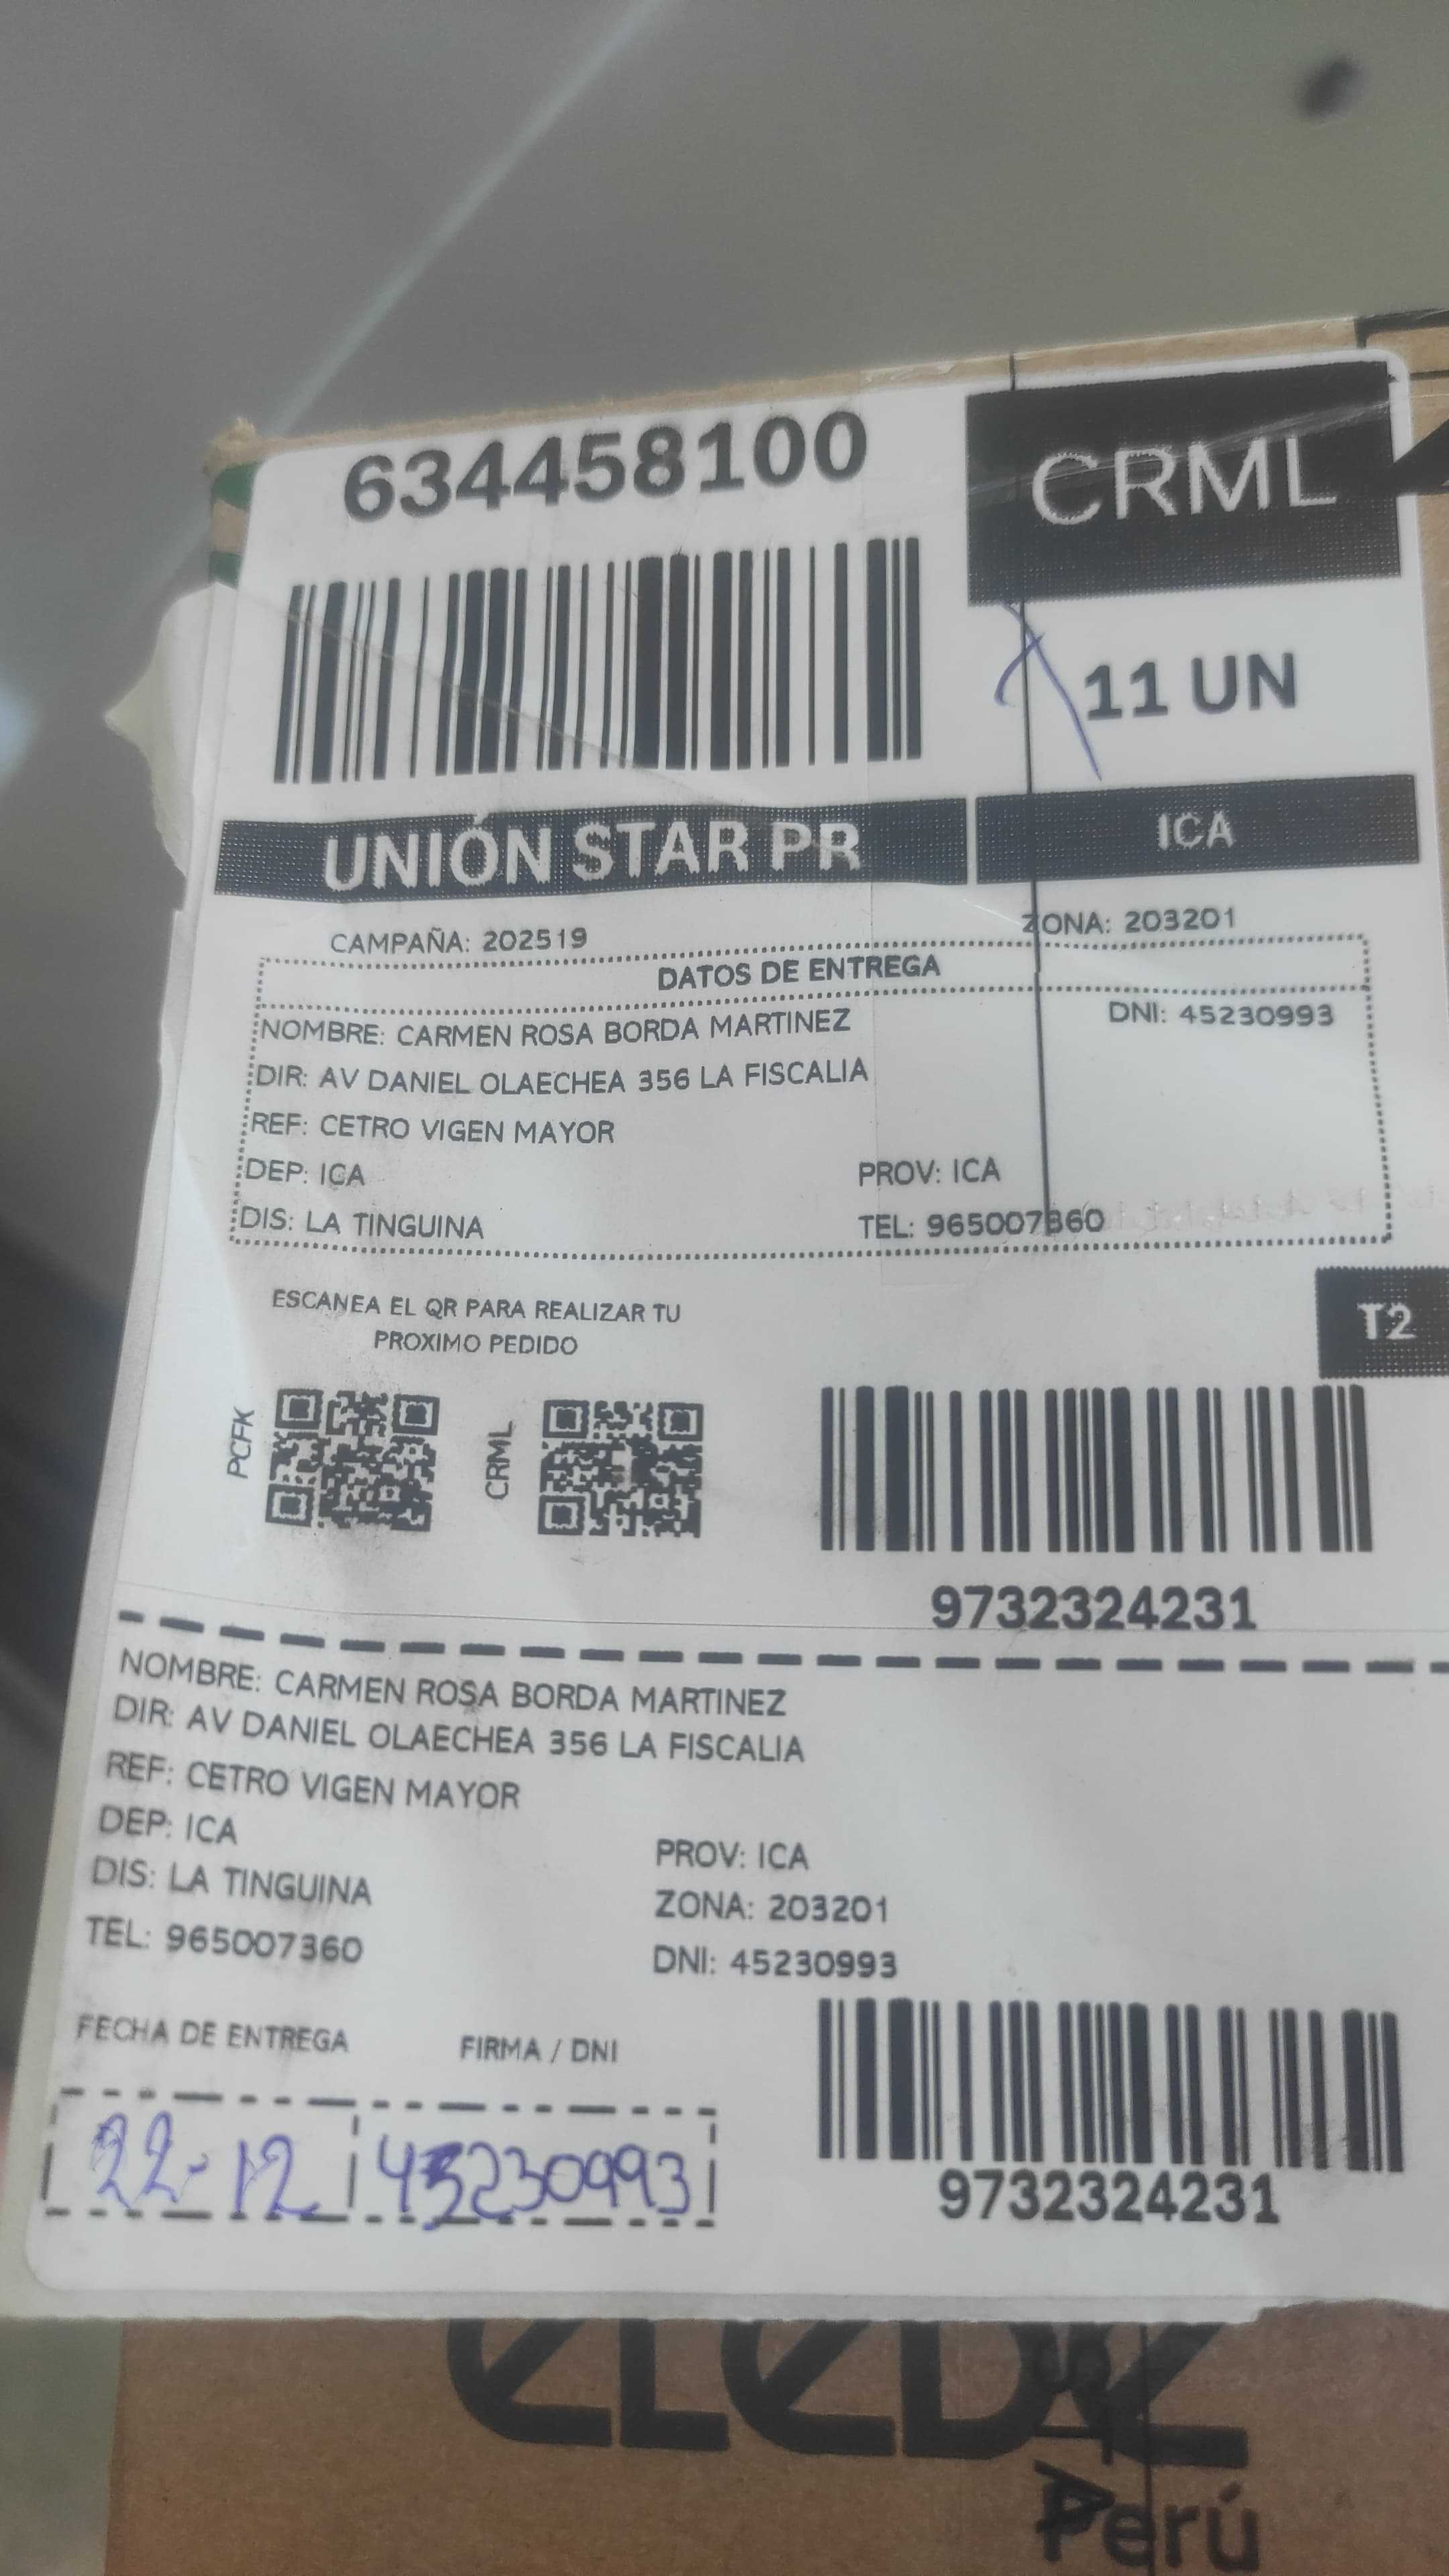 634458100
CRML
11 UN
UNIÓN STAR PR
ICA
CAMPAÑA: 202519
ZONA: 203201
DATOS DE ENTREGA
NOMBRE: CARMEN ROSA BORDA MARTINEZ
DNI: 45230993
DIR: AV DANIEL OLAECHEA 356 LA FISCALIA
REF: CETRO VIGEN MAYOR
DEP: ICA
PROV: ICA
DIS: LA TINGUINA
TEL: 965007360
ESCANEA EL QR PARA REALIZAR TU
PROXIMO PEDIDO
T2
PCFK
CRML
9732324231
NOMBRE: CARMEN ROSA BORDA MARTINEZ
DIR: AV DANIEL OLAECHEA 356 LA FISCALIA
REF: CETRO VIGEN MAYOR
DEP: ICA
PROV: ICA
DIS: LA TINGUINA
ZONA: 203201
TEL: 965007360
DNI: 45230993
FECHA DE ENTREGA
FIRMA / DNI
22-12
45230993
9732324231
Perú